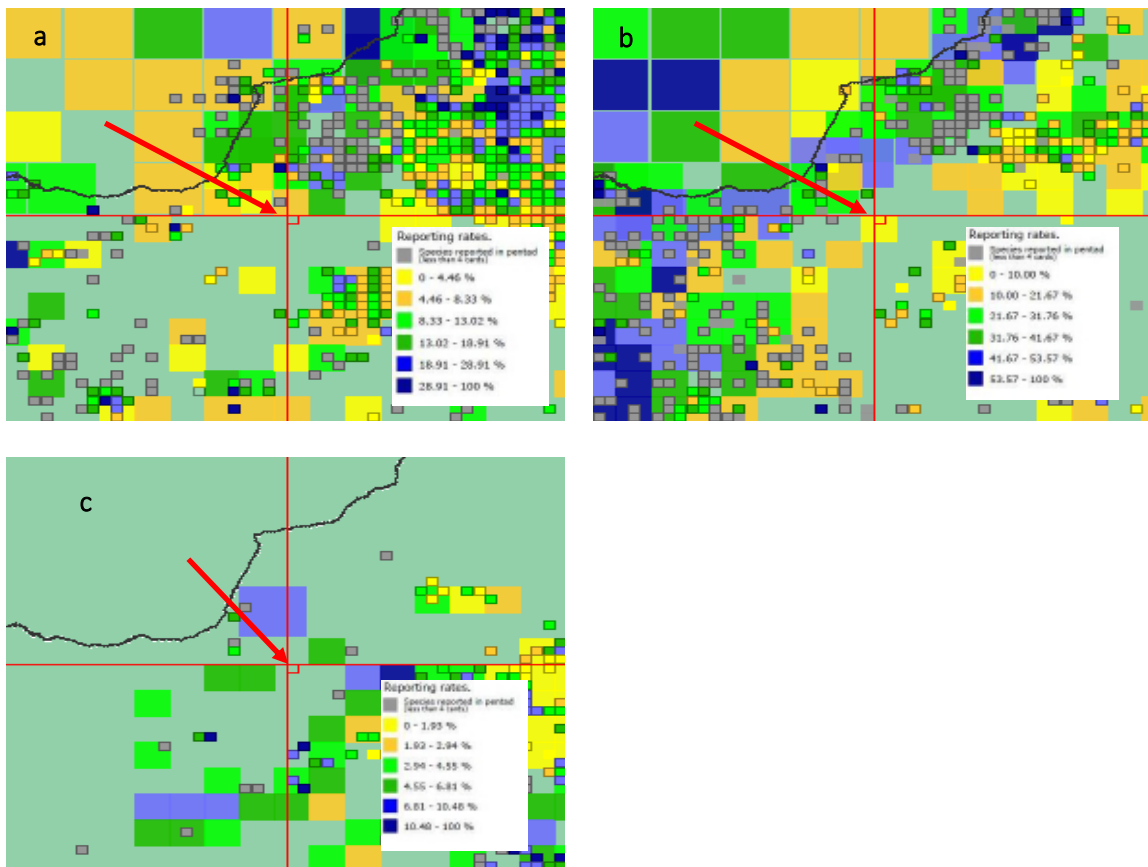 a
Reporting rates.
Species reported in pentad
(less than 4 cards)
0 - 4.46 %
4.46 - 8.33 %
8.33 - 13.02 %
13.02 - 18.91 %
18.91 - 28.91 %
28.91 - 100 %
b
Reporting rates.
Species reported in pentad
(less than 4 cards)
0 - 10.00 %
10.00 - 21.67 %
21.67 - 31.76 %
31.76 - 41.67 %
41.67 - 53.57 %
53.57 - 100 %
c
Reporting rates.
Species reported in pentad
(less than 4 cards)
0 - 1.93 %
1.93 - 2.94 %
2.94 - 4.55 %
4.55 - 6.81 %
6.81 - 10.48 %
10.48 - 100 %